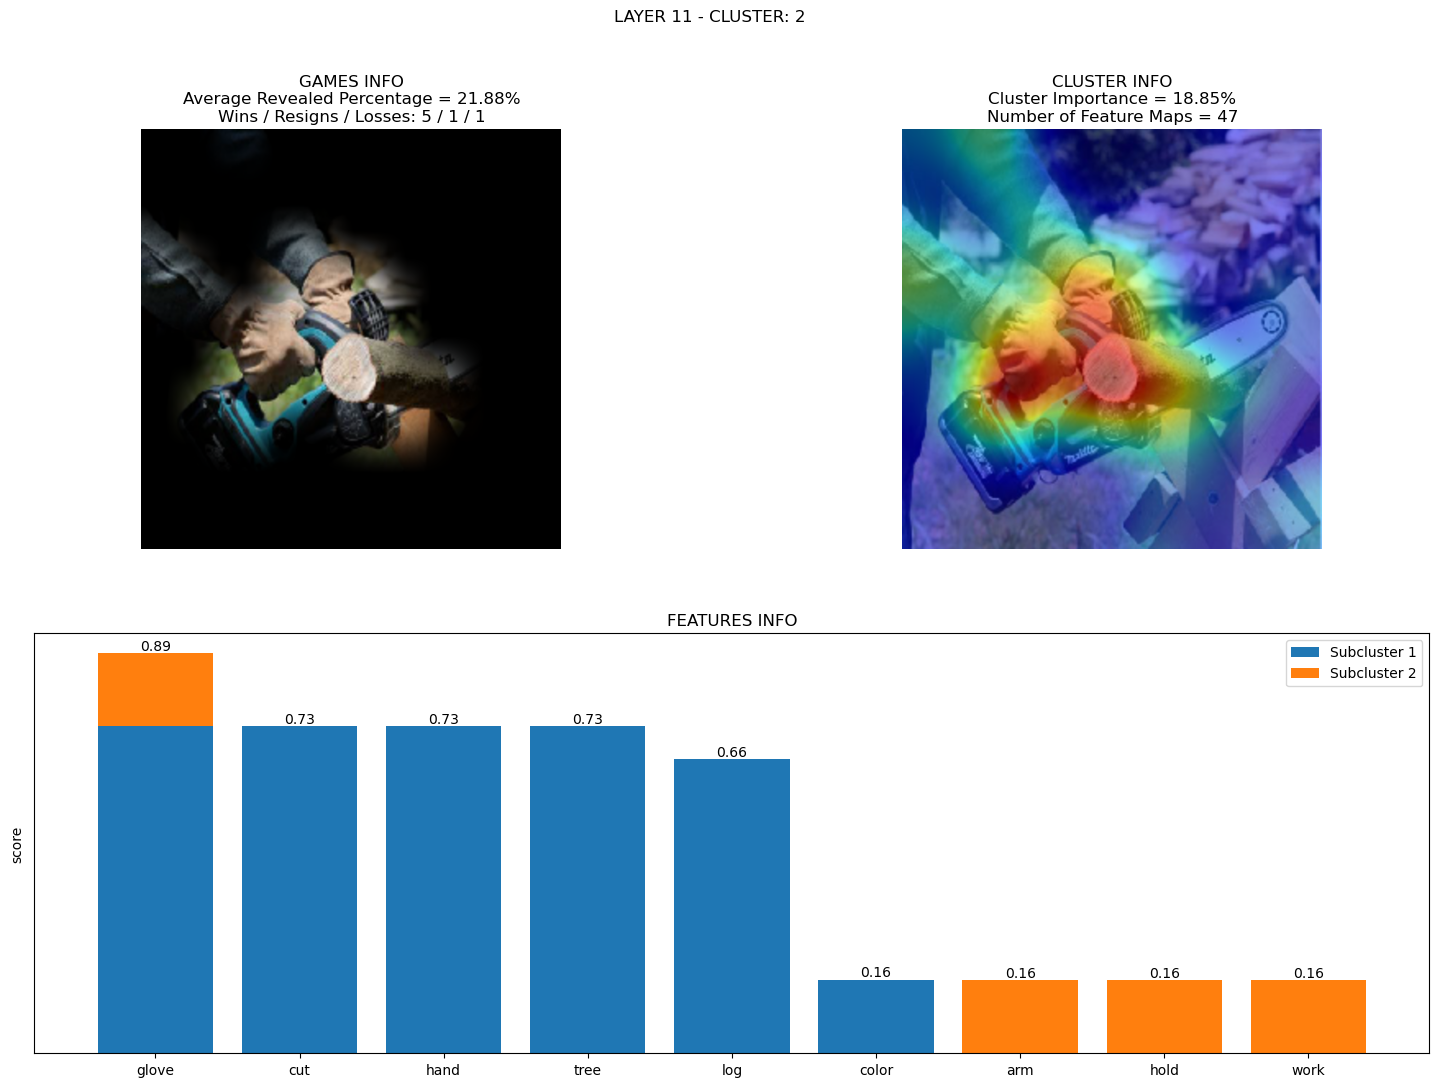 LAYER 11 - CLUSTER: 2
GAMES INFO
Average Revealed Percentage = 21.88%
Wins / Resigns / Losses: 5 / 1 / 1
CLUSTER INFO
Cluster Importance = 18.85%
Number of Feature Maps = 47
Makita
FEATURES INFO
score
Subcluster 1
Subcluster 2
0.89
0.73
0.73
0.73
0.66
0.16
0.16
0.16
0.16
glove
cut
hand
tree
log
color
arm
hold
work